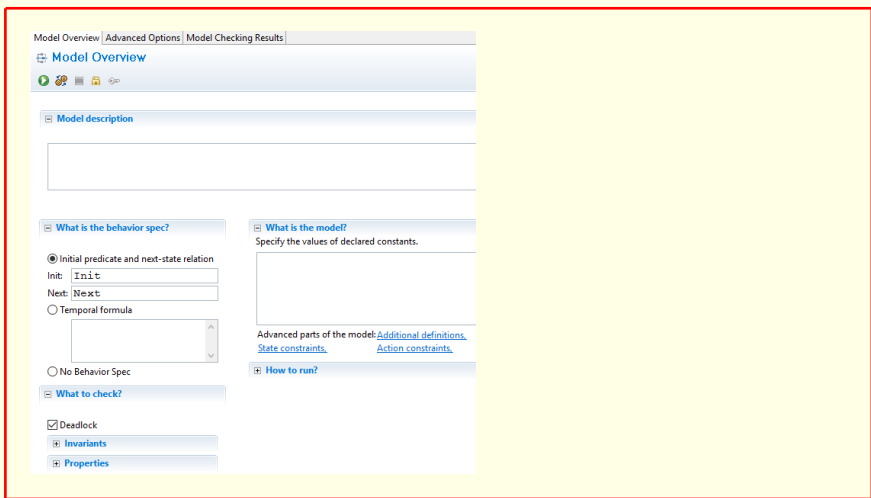 Model Overview Advanced Options Model Checking Results
Model Overview
Model description
What is the behavior spec?
Initial predicate and next-state relation
Init: Init
Next: Next
Temporal formula
No Behavior Spec
What to check?
Deadlock
Invariants
Properties
What is the model?
Specify the values of declared constants.
Advanced parts of the model: Additional definitions,
State constraints, Action constraints,
How to run?